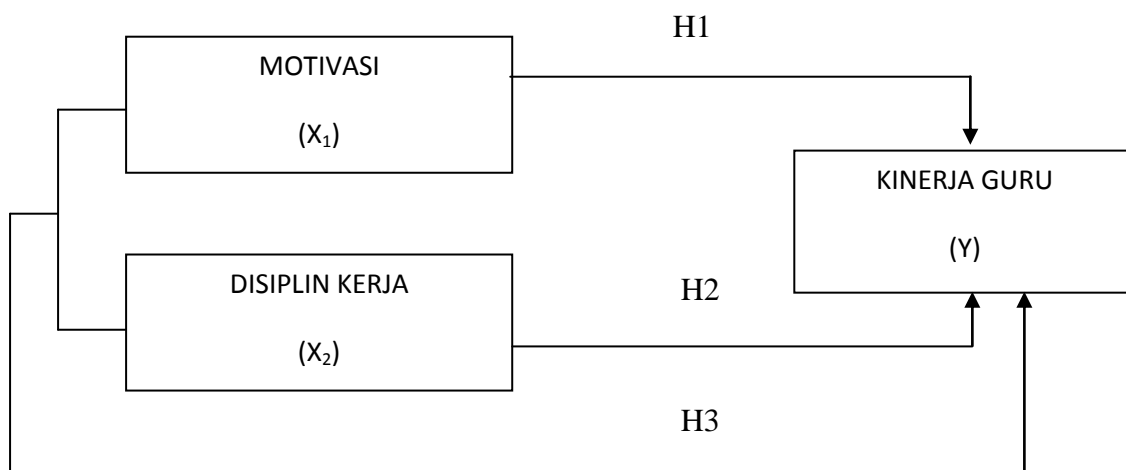 H1
MOTIVASI
(X₁)
KINERJA GURU
(Y)
DISIPLIN KERJA
(X₂)
H2
H3